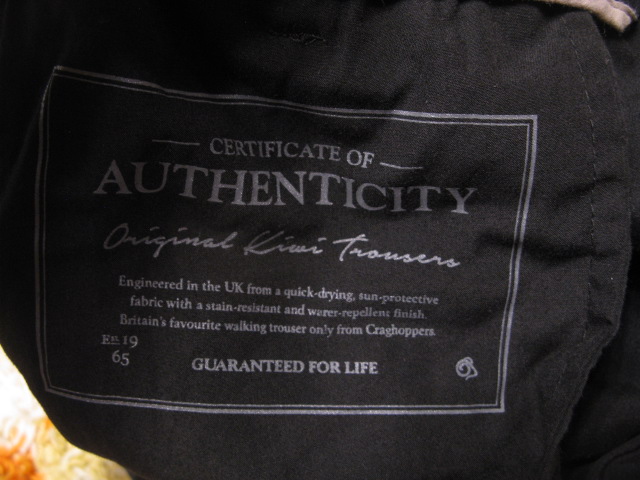 CERTIFICATE OF
AUTHENTICITY
Original Kiwi Trousers
Engineered in the UK from a quick-drying, sun-protective
fabric with a stain-resistant and water-repellent finish.
Britain's favourite walking trouser only from Craghoppers.
Est. 19
65
GUARANTEED FOR LIFE